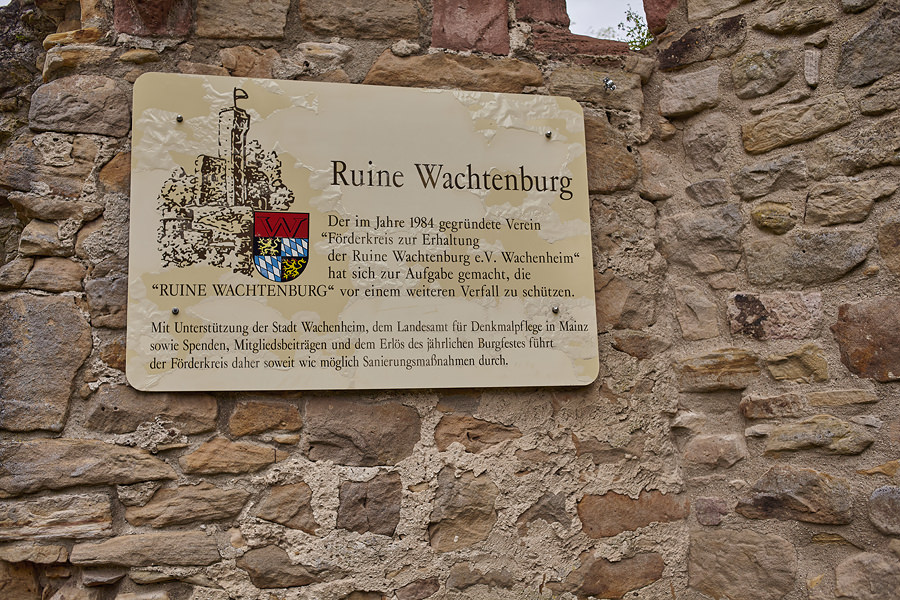 Ruine Wachtenburg
W
Der im Jahre 1984 gegründete Verein
"Förderkreis zur Erhaltung
der Ruine Wachtenburg e.V. Wachenheim"
hat sich zur Aufgabe gemacht, die
"RUINE WACHTENBURG" vor einem weiteren Verfall zu schützen.
Mit Unterstützung der Stadt Wachenheim, dem Landesamt für Denkmalpflege in Mainz
sowie Spenden, Mitgliedsbeiträgen und dem Erlös des jährlichen Burgfestes führt
der Förderkreis daher soweit wie möglich Sanierungsmaßnahmen durch.